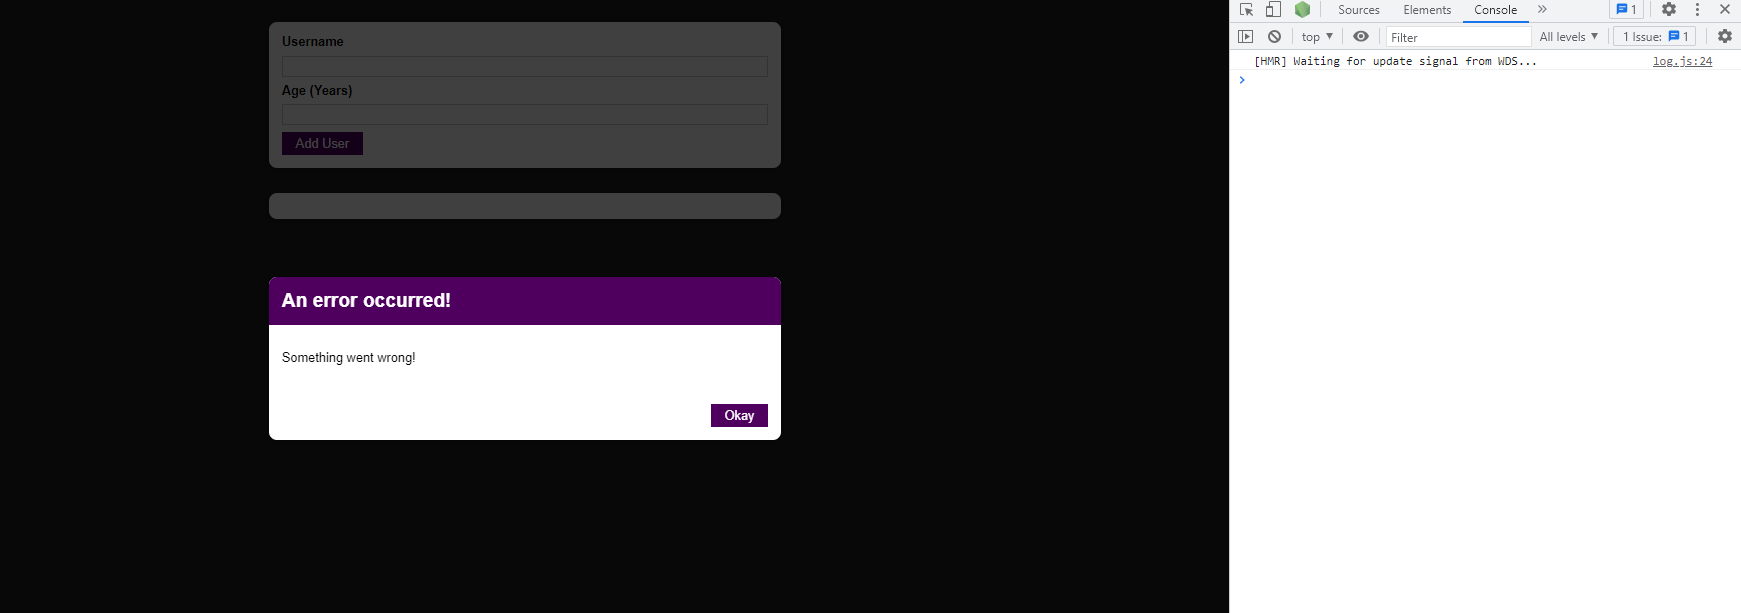 Username
Age (Years)
Add User
An error occurred!
Something went wrong!
Okay
Sources Elements Console » 1
top ▼ Filter All levels ▼ 1 Issue: 1
[HMR] Waiting for update signal from WDS... log.js:24
>